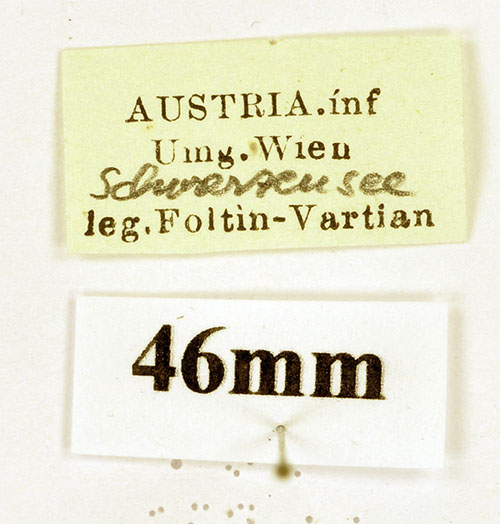 AUSTRIA.inf
Umg.Wien
Schwarzensee
leg.Foltin-Vartian
46mm